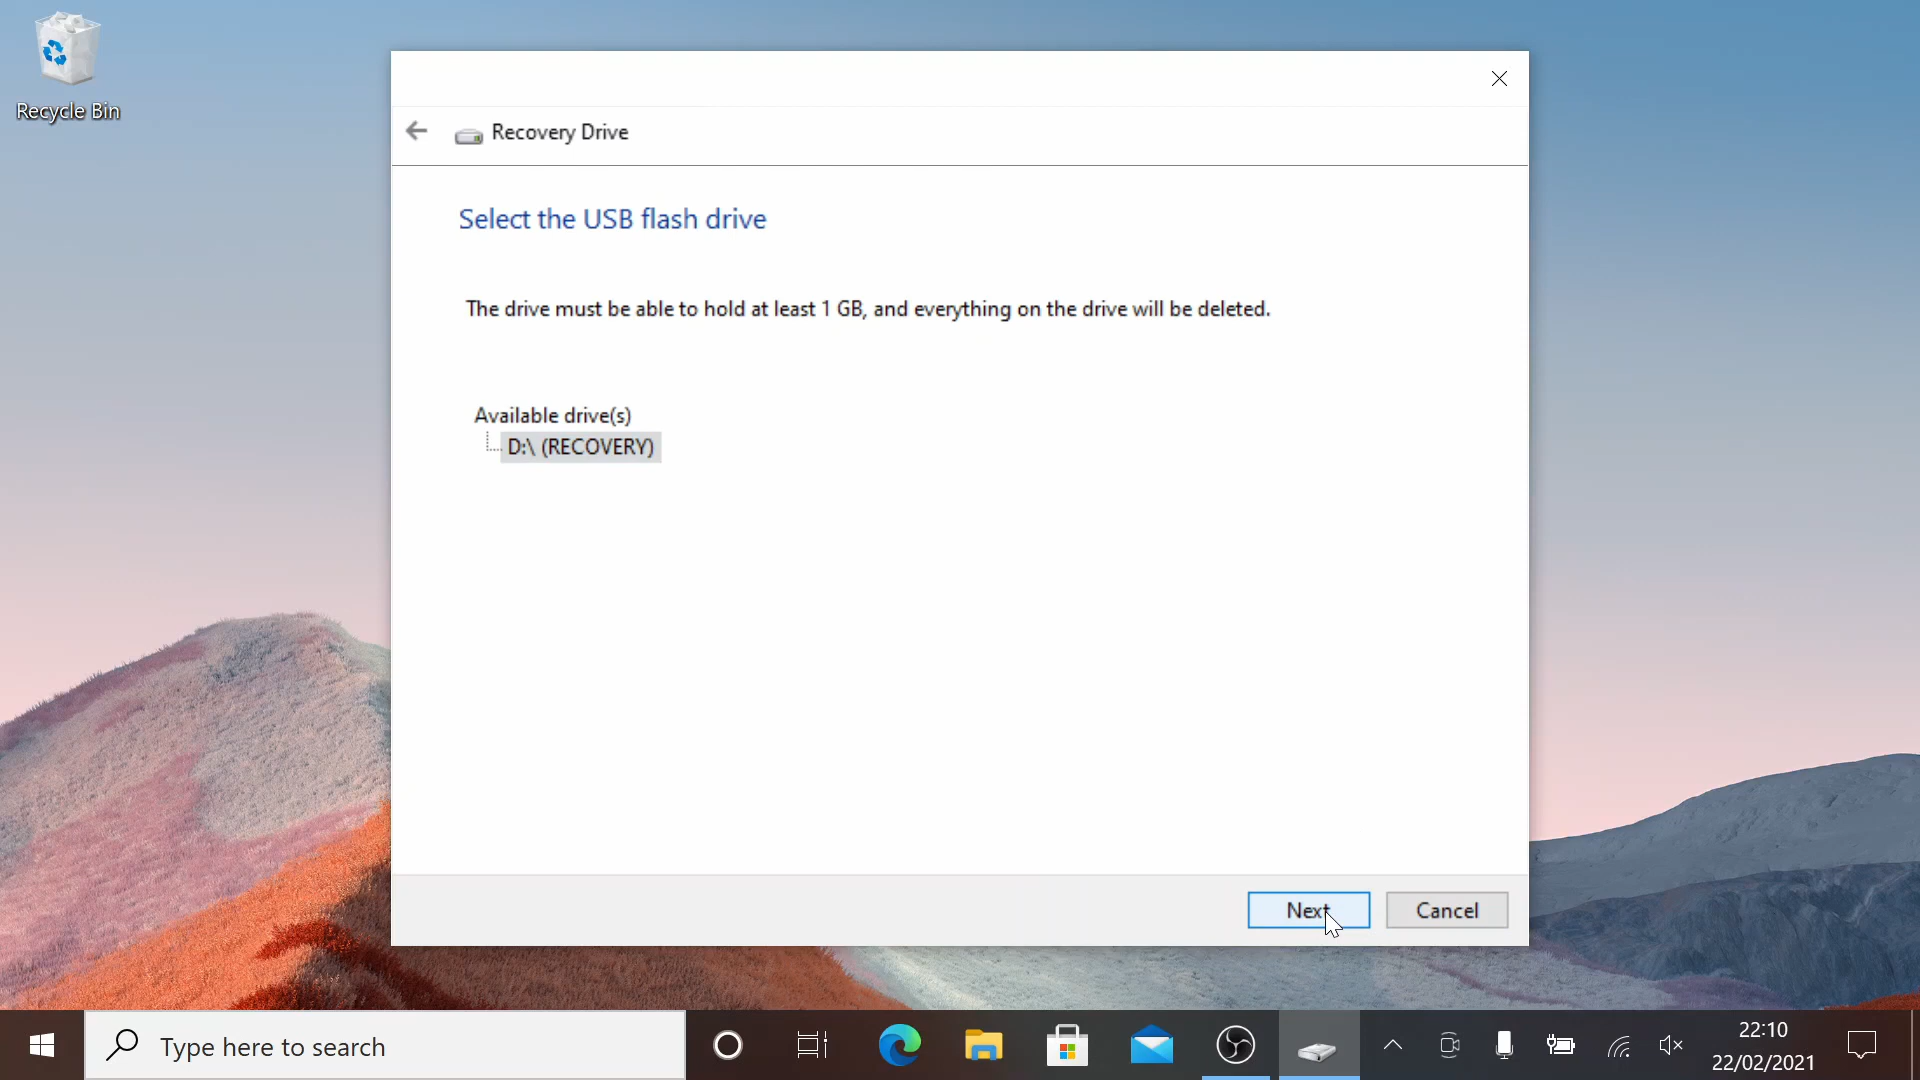 Recycle Bin
Recovery Drive
Select the USB flash drive
The drive must be able to hold at least 1 GB, and everything on the drive will be deleted.
Available drive(s)
D:\ (RECOVERY)
Next
Cancel
Type here to search
22:10
22/02/2021